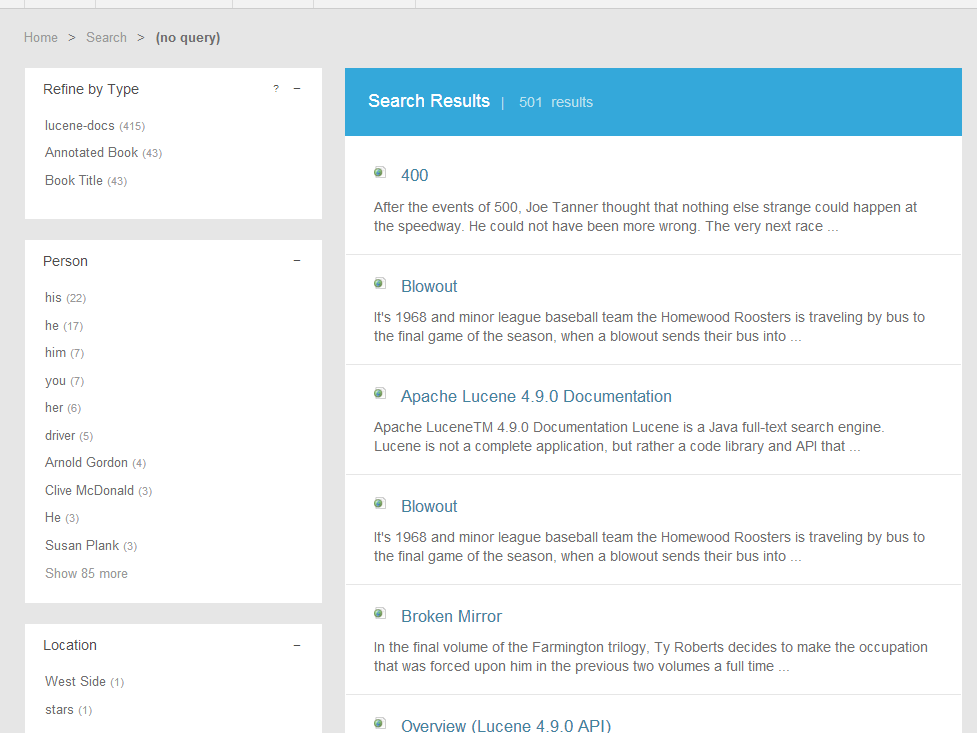 Home > Search > (no query)
Refine by Type ? −
lucene-docs (415)
Annotated Book (43)
Book Title (43)
Person −
his (22)
he (17)
him (7)
you (7)
her (6)
driver (5)
Arnold Gordon (4)
Clive McDonald (3)
He (3)
Susan Plank (3)
Show 85 more
Location −
West Side (1)
stars (1)
Search Results | 501 results
400
After the events of 500, Joe Tanner thought that nothing else strange could happen at
the speedway. He could not have been more wrong. The very next race ...
Blowout
It's 1968 and minor league baseball team the Homewood Roosters is traveling by bus to
the final game of the season, when a blowout sends their bus into ...
Apache Lucene 4.9.0 Documentation
Apache LuceneTM 4.9.0 Documentation Lucene is a Java full-text search engine.
Lucene is not a complete application, but rather a code library and API that ...
Blowout
It's 1968 and minor league baseball team the Homewood Roosters is traveling by bus to
the final game of the season, when a blowout sends their bus into ...
Broken Mirror
In the final volume of the Farmington trilogy, Ty Roberts decides to make the occupation
that was forced upon him in the previous two volumes a full time ...
Overview (Lucene 4.9.0 API)